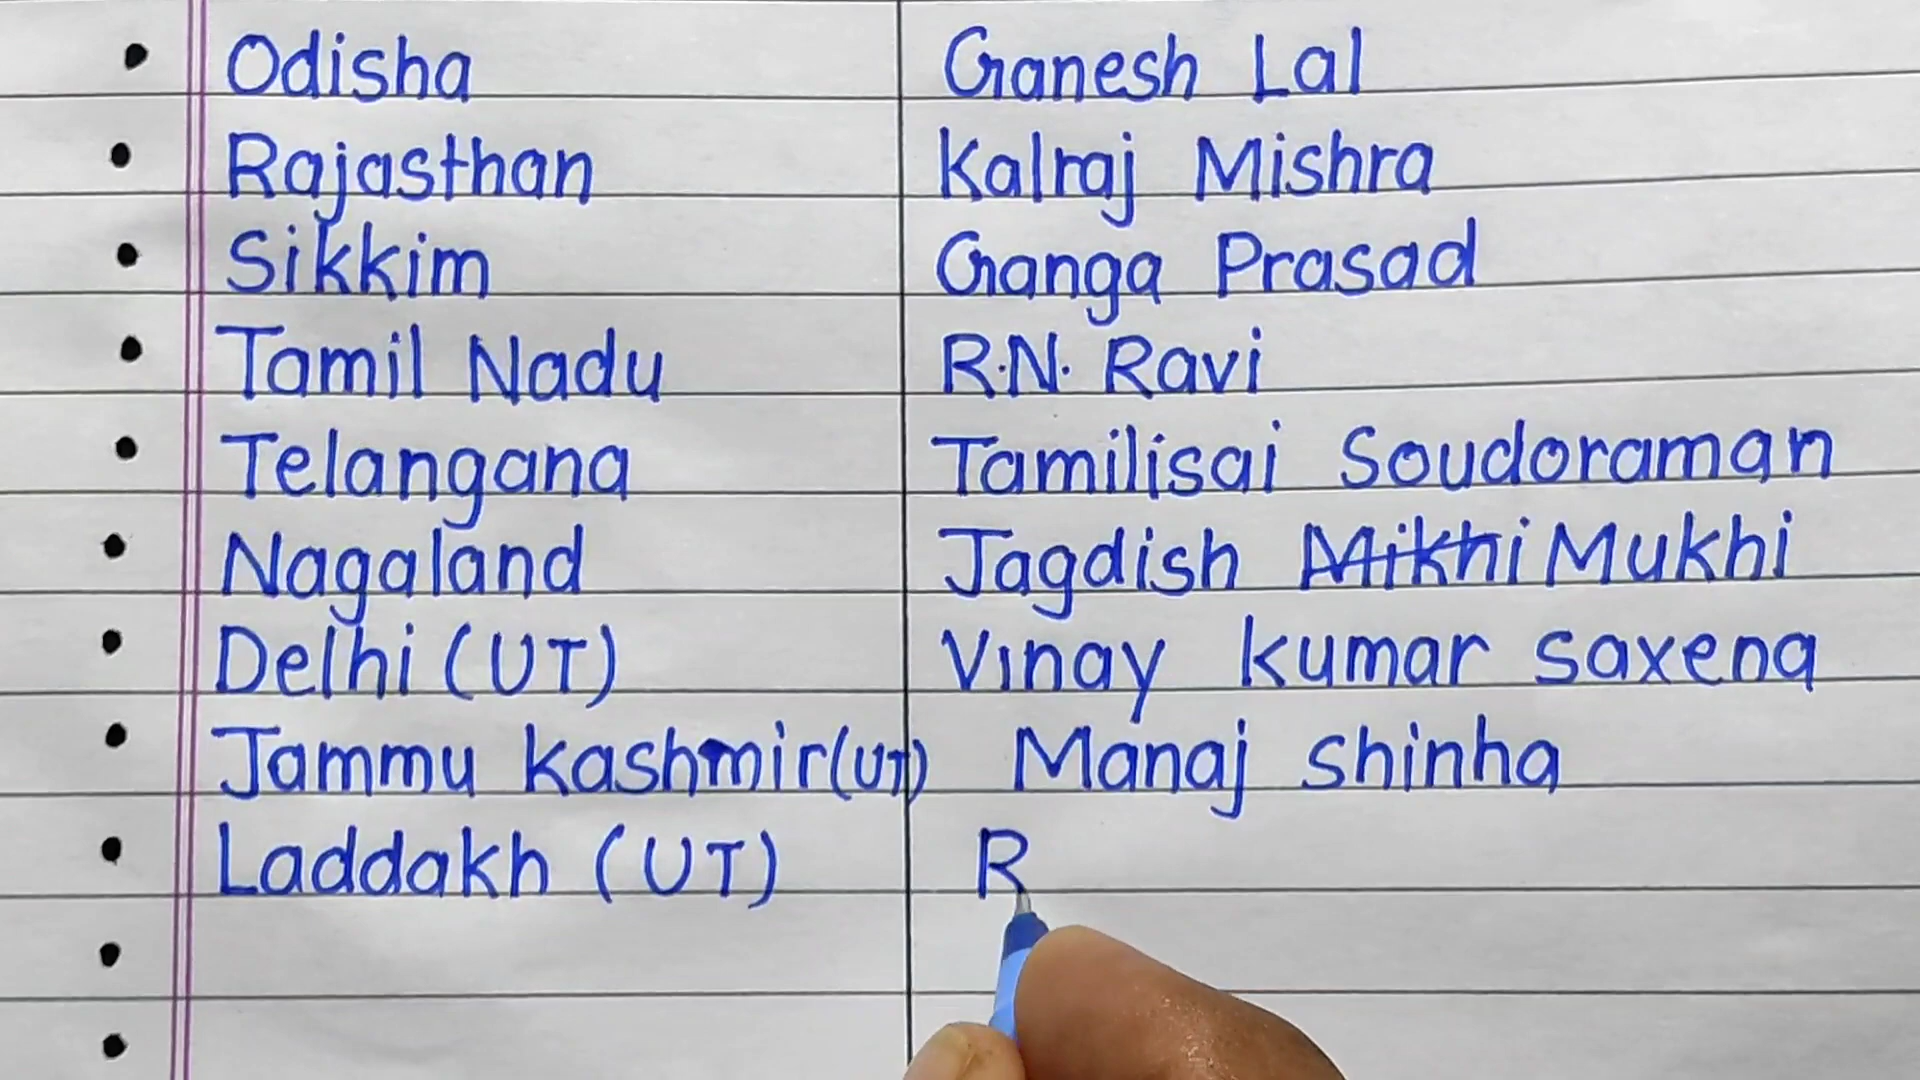 • Odisha Ganesh Lal
• Rajasthan Kalraj Mishra
• Sikkim Ganga Prasad
• Tamil Nadu R.N. Ravi
• Telangana Tamilisai Soudoraman
• Nagaland Jagdish Mikhi Mukhi
• Delhi (UT) Vinay kumar saxena
• Jammu kashmir(UT) Manaj shinha
• Laddakh (UT) R
•
•